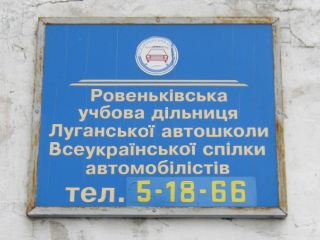 Ровеньківська
учбова дільниця
Луганської автошколи
Всеукраїнської спілки
автомобілістів
тел. 5-18-66